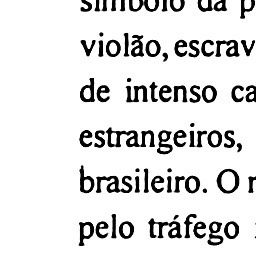 símbolo da
violão, escrav
de intenso ca
estrangeiros,
brasileiro. O
pelo tráfego